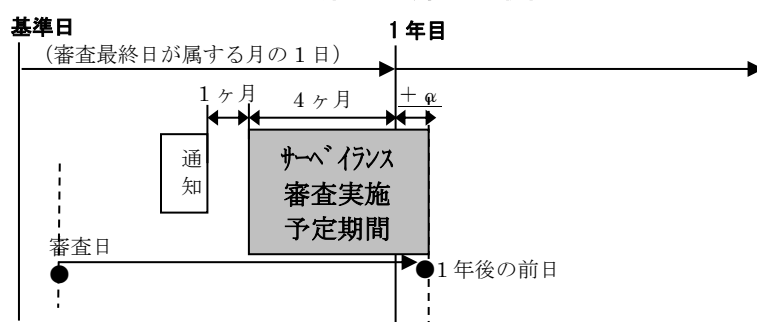 基準日
1年目
（審査最終日が属する月の1日）
1ヶ月
4ヶ月
+α
通知
サーベイランス
審査実施
予定期間
審査日
1年後の前日